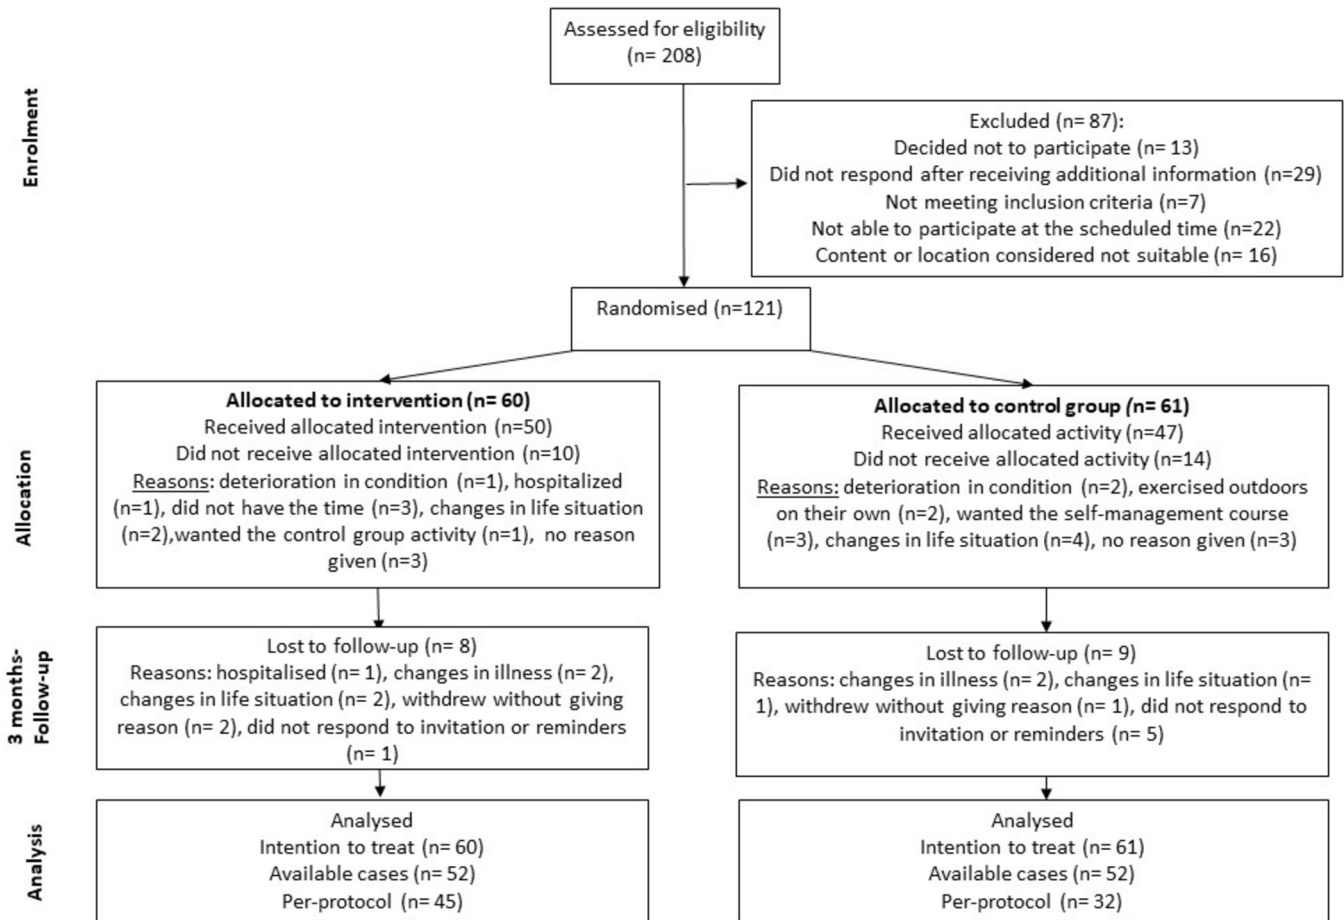 Enrolment
Assessed for eligibility
(n= 208)
Excluded (n= 87):
Decided not to participate (n= 13)
Did not respond after receiving additional information (n=29)
Not meeting inclusion criteria (n=7)
Not able to participate at the scheduled time (n=22)
Content or location considered not suitable (n= 16)
Randomised (n=121)
Allocation
Allocated to intervention (n= 60)
Received allocated intervention (n=50)
Did not receive allocated intervention (n=10)
Reasons: deterioration in condition (n=1), hospitalized
(n=1), did not have the time (n=3), changes in life situation
(n=2),wanted the control group activity (n=1), no reason
given (n=3)
Allocated to control group (n= 61)
Received allocated activity (n=47)
Did not receive allocated activity (n=14)
Reasons: deterioration in condition (n=2), exercised outdoors
on their own (n=2), wanted the self-management course
(n=3), changes in life situation (n=4), no reason given (n=3)
3 months-
Follow-up
Lost to follow-up (n= 8)
Reasons: hospitalised (n= 1), changes in illness (n= 2),
changes in life situation (n= 2), withdrew without giving
reason (n= 2), did not respond to invitation or reminders
(n= 1)
Lost to follow-up (n= 9)
Reasons: changes in illness (n= 2), changes in life situation (n=
1), withdrew without giving reason (n= 1), did not respond to
invitation or reminders (n= 5)
Analysis
Analysed
Intention to treat (n= 60)
Available cases (n= 52)
Per-protocol (n= 45)
Analysed
Intention to treat (n= 61)
Available cases (n= 52)
Per-protocol (n= 32)